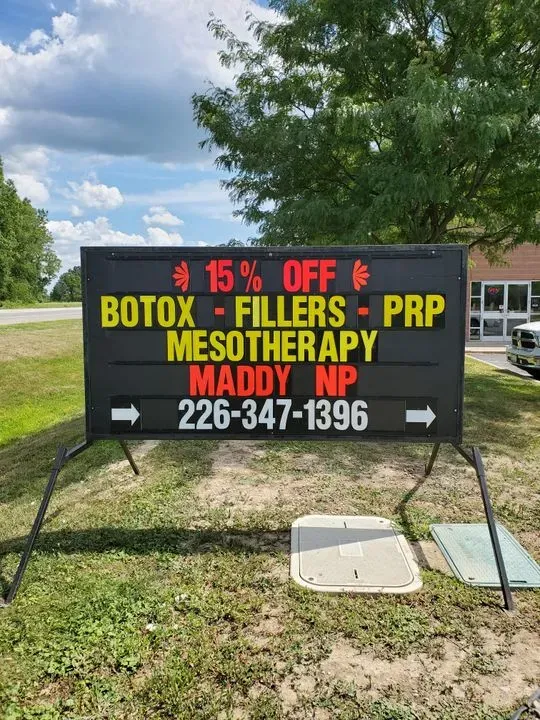 15% OFF
BOTOX - FILLERS - PRP
MESOTHERAPY
MADDY NP
226-347-1396